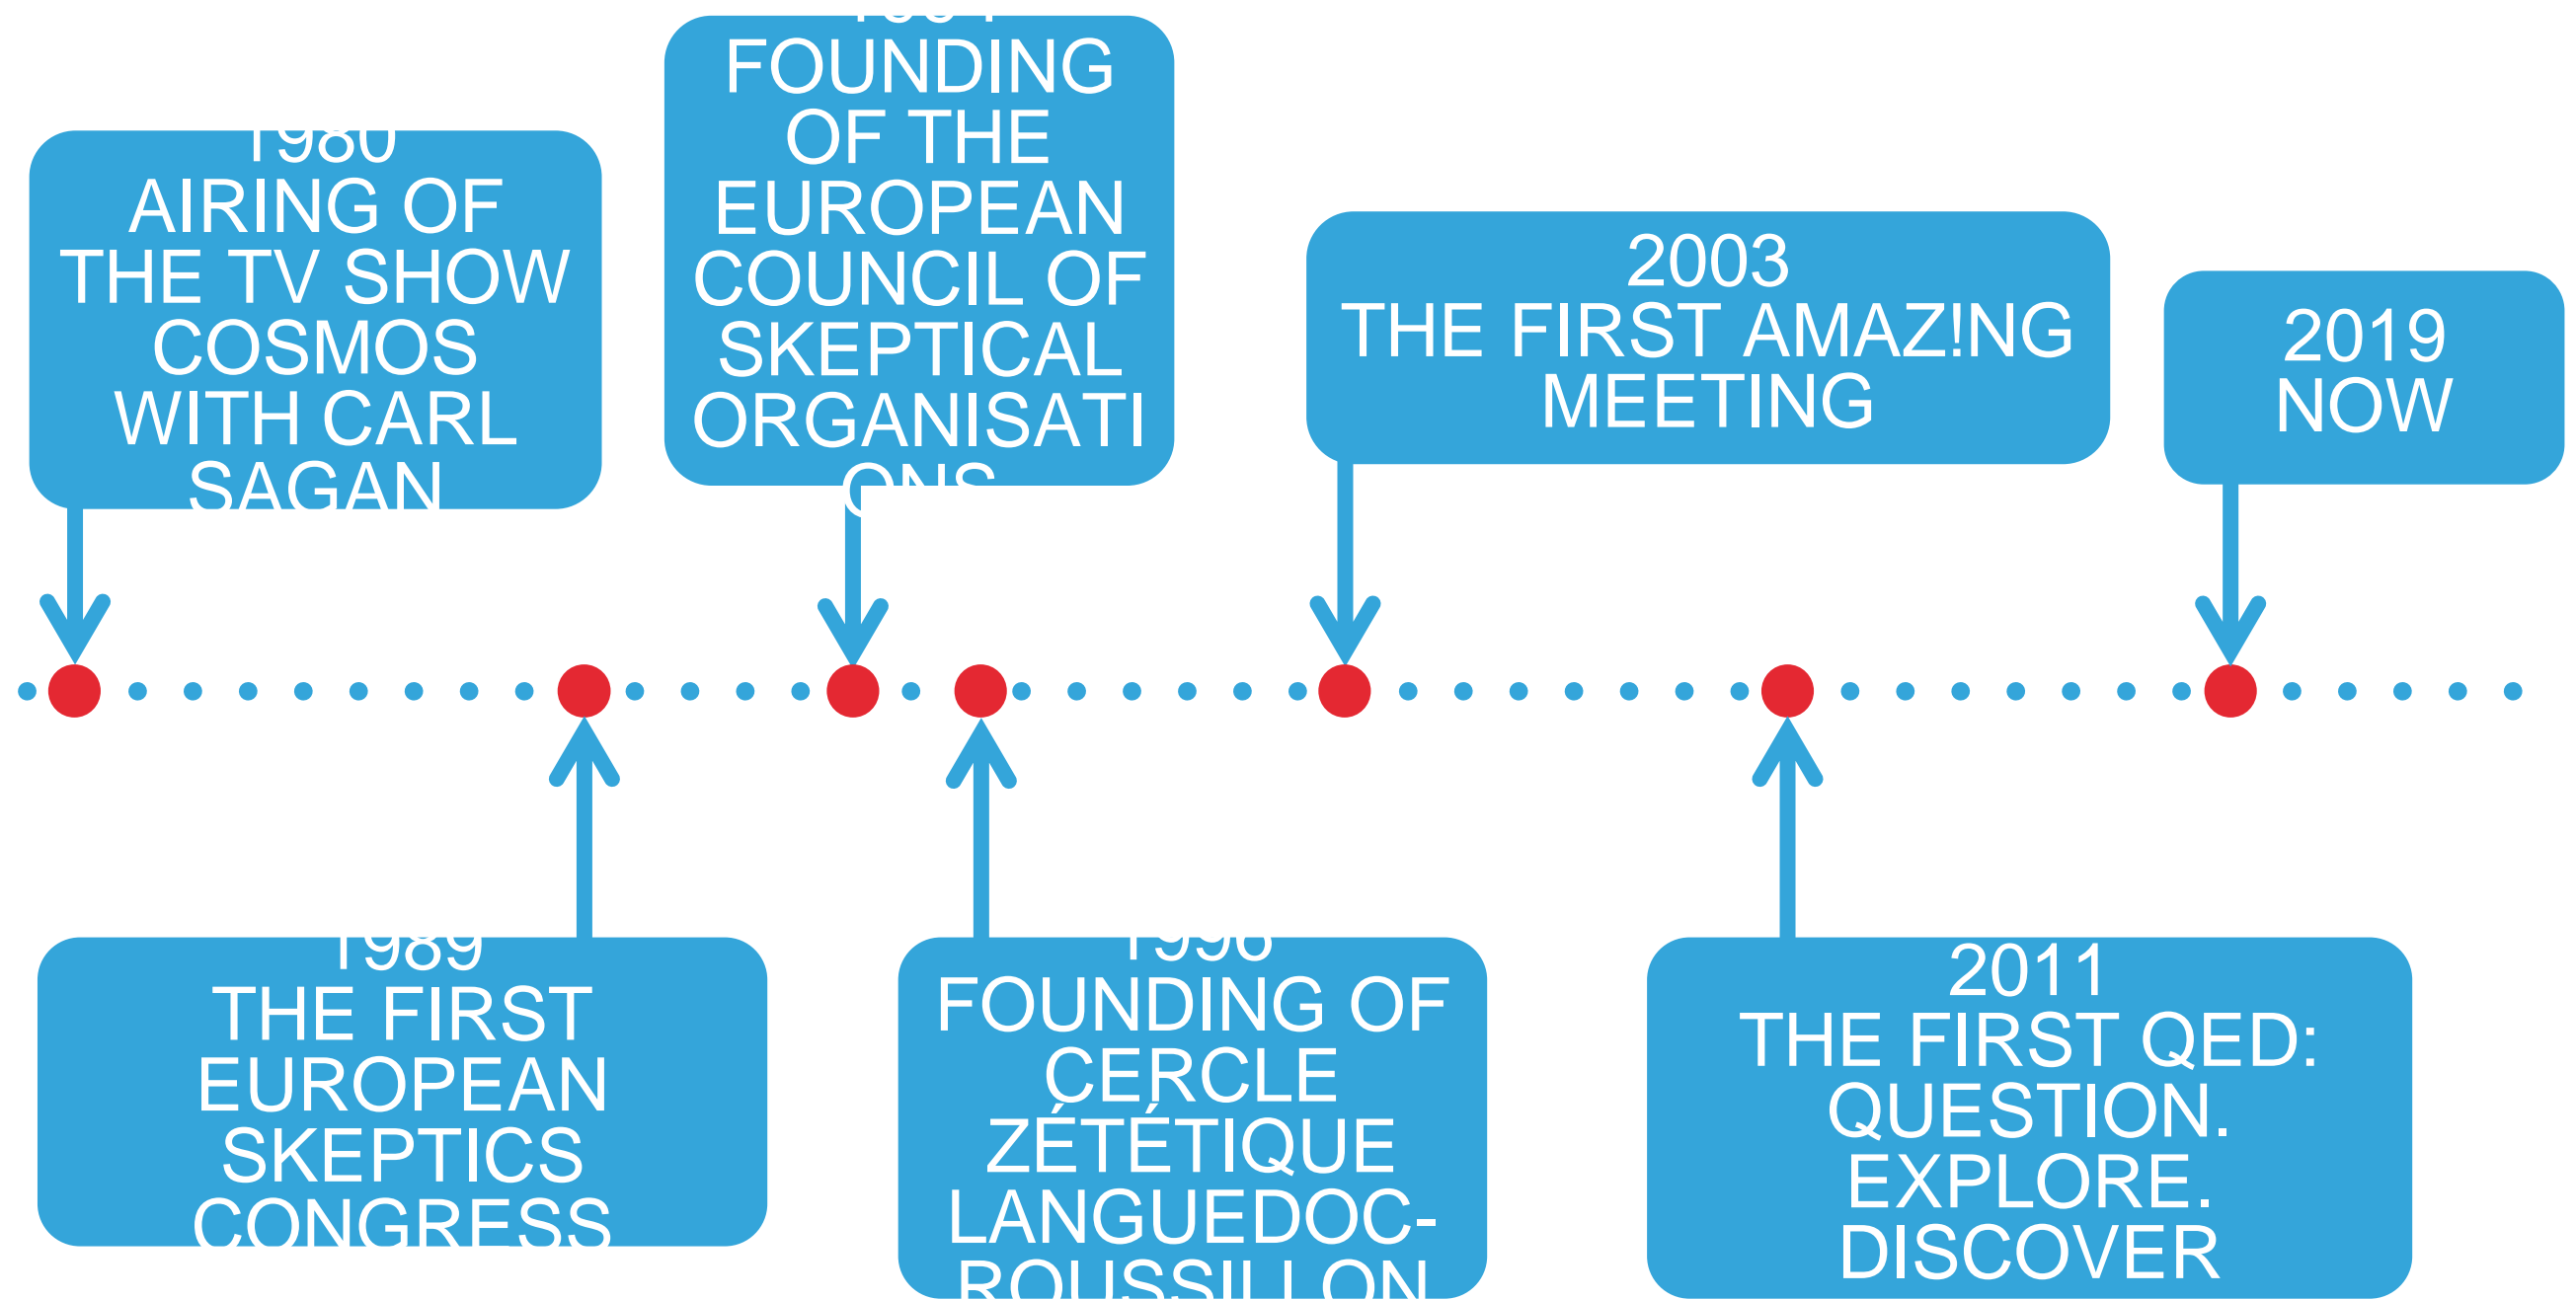 1980
AIRING OF
THE TV SHOW
COSMOS
WITH CARL
SAGAN
FOUNDING
OF THE
EUROPEAN
COUNCIL OF
SKEPTICAL
ORGANISATI
ONS
2003
THE FIRST AMAZ!NG
MEETING
2019
NOW
1989
THE FIRST
EUROPEAN
SKEPTICS
CONGRESS
FOUNDING OF
CERCLE
ZÉTÉTIQUE
LANGUEDOC-
ROUSSILLON
2011
THE FIRST QED:
QUESTION.
EXPLORE.
DISCOVER